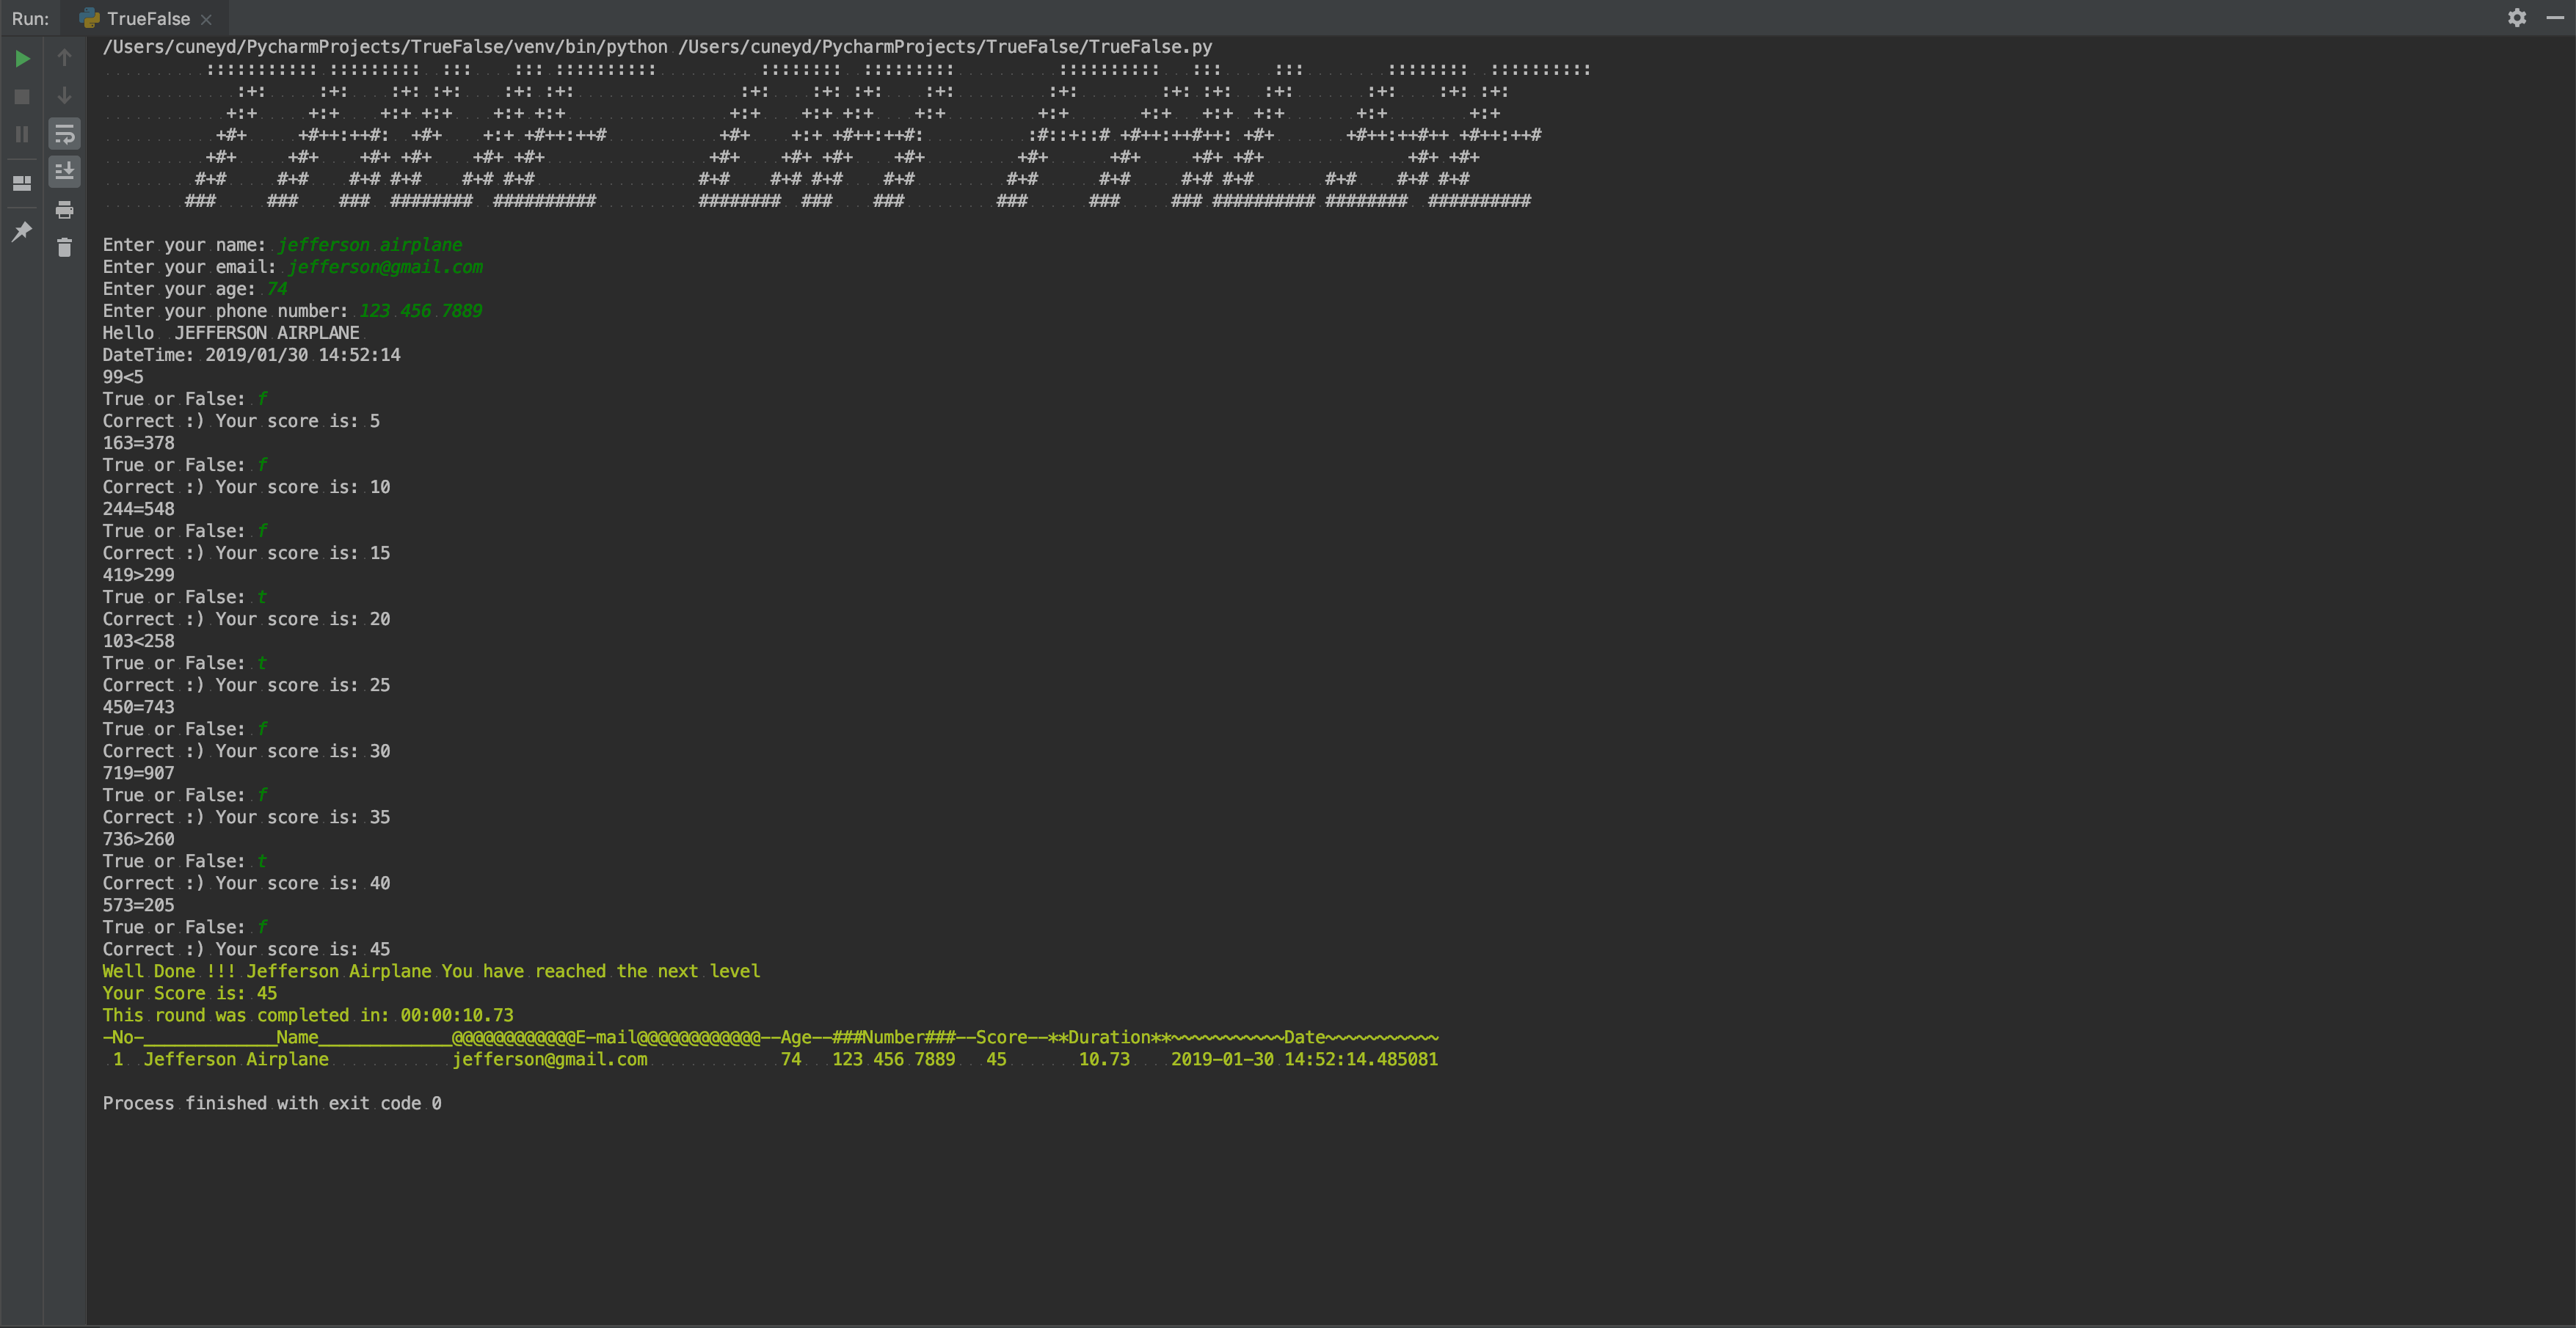 Run: TrueFalse
/Users/cuneyd/PycharmProjects/TrueFalse/venv/bin/python /Users/cuneyd/PycharmProjects/TrueFalse/TrueFalse.py
::::::::::: :::::::::  :::    ::: ::::::::::          ::::::::  :::::::::          ::::::::::   :::     :::        ::::::::  ::::::::::
:+:     :+:    :+: :+:    :+: :+:                :+:    :+: :+:    :+:         :+:        :+: :+:   :+:       :+:    :+: :+:
+:+     +:+    +:+ +:+    +:+ +:+                +:+    +:+ +:+    +:+         +:+       +:+   +:+  +:+       +:+        +:+
+#+     +#++:++#:  +#+    +:+ +#++:++#           +#+    +:+ +#++:++#:          :#::+::# +#++:++#++: +#+       +#++:++#++ +#++:++#
+#+     +#+    +#+ +#+    +#+ +#+                +#+    +#+ +#+    +#+         +#+      +#+     +#+ +#+              +#+ +#+
#+#     #+#    #+# #+#    #+# #+#                #+#    #+# #+#    #+#         #+#      #+#     #+# #+#       #+#    #+# #+#
###     ###    ###  ########  ##########          ########  ###    ###         ###      ###     ### ########## ########  ##########
Enter your name: jefferson airplane
Enter your email: jefferson@gmail.com
Enter your age: 74
Enter your phone number: 123 456 7889
Hello  JEFFERSON AIRPLANE
DateTime: 2019/01/30 14:52:14
99<5
True or False: f
Correct :) Your score is: 5
163=378
True or False: f
Correct :) Your score is: 10
244=548
True or False: f
Correct :) Your score is: 15
419>299
True or False: t
Correct :) Your score is: 20
103<258
True or False: t
Correct :) Your score is: 25
450=743
True or False: f
Correct :) Your score is: 30
719=907
True or False: f
Correct :) Your score is: 35
736>260
True or False: t
Correct :) Your score is: 40
573=205
True or False: f
Correct :) Your score is: 45
Well Done !!! Jefferson Airplane You have reached the next level
Your Score is: 45
This round was completed in: 00:00:10.73
-No-_____________Name_____________@@@@@@@@@@@@E-mail@@@@@@@@@@@@--Age--###Number###--Score--**Duration**~~~~~~~~~~~Date~~~~~~~~~~~
1  Jefferson Airplane            jefferson@gmail.com             74   123 456 7889   45       10.73    2019-01-30 14:52:14.485081
Process finished with exit code 0